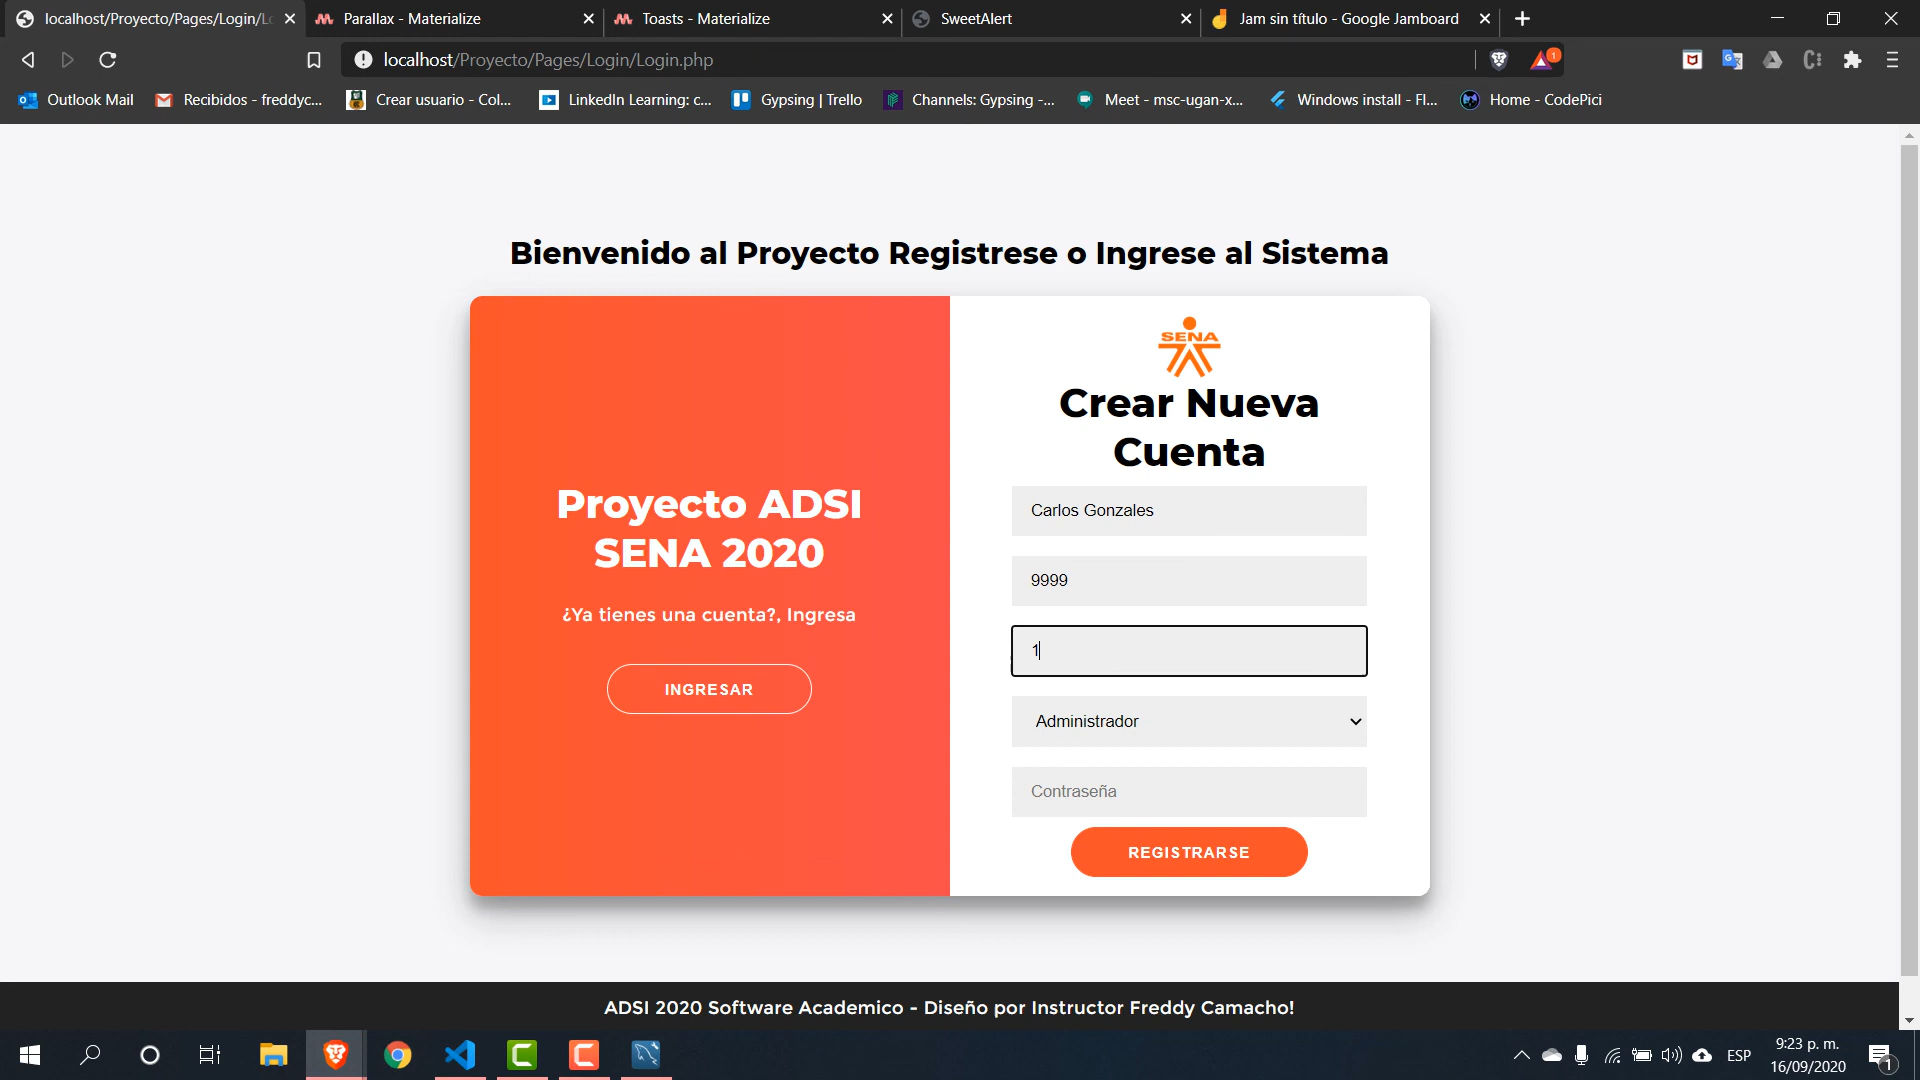 localhost/Proyecto/Pages/Login/L
Parallax - Materialize
Toasts - Materialize
SweetAlert
Jam sin título - Google Jamboard
localhost/Proyecto/Pages/Login/Login.php
1
Outlook Mail
Recibidos - freddyc...
Crear usuario - Col...
LinkedIn Learning: c...
Gypsing | Trello
Channels: Gypsing -...
Meet - msc-ugan-x...
Windows install - Fl...
Home - CodePici
Bienvenido al Proyecto Registrese o Ingrese al Sistema
Proyecto ADSI
SENA 2020
¿Ya tienes una cuenta?, Ingresa
INGRESAR
SENA
Crear Nueva
Cuenta
Carlos Gonzales
9999
1
Administrador
Contraseña
REGISTRARSE
ADSI 2020 Software Academico - Diseño por Instructor Freddy Camacho!
ESP
9:23 p. m.
16/09/2020
1